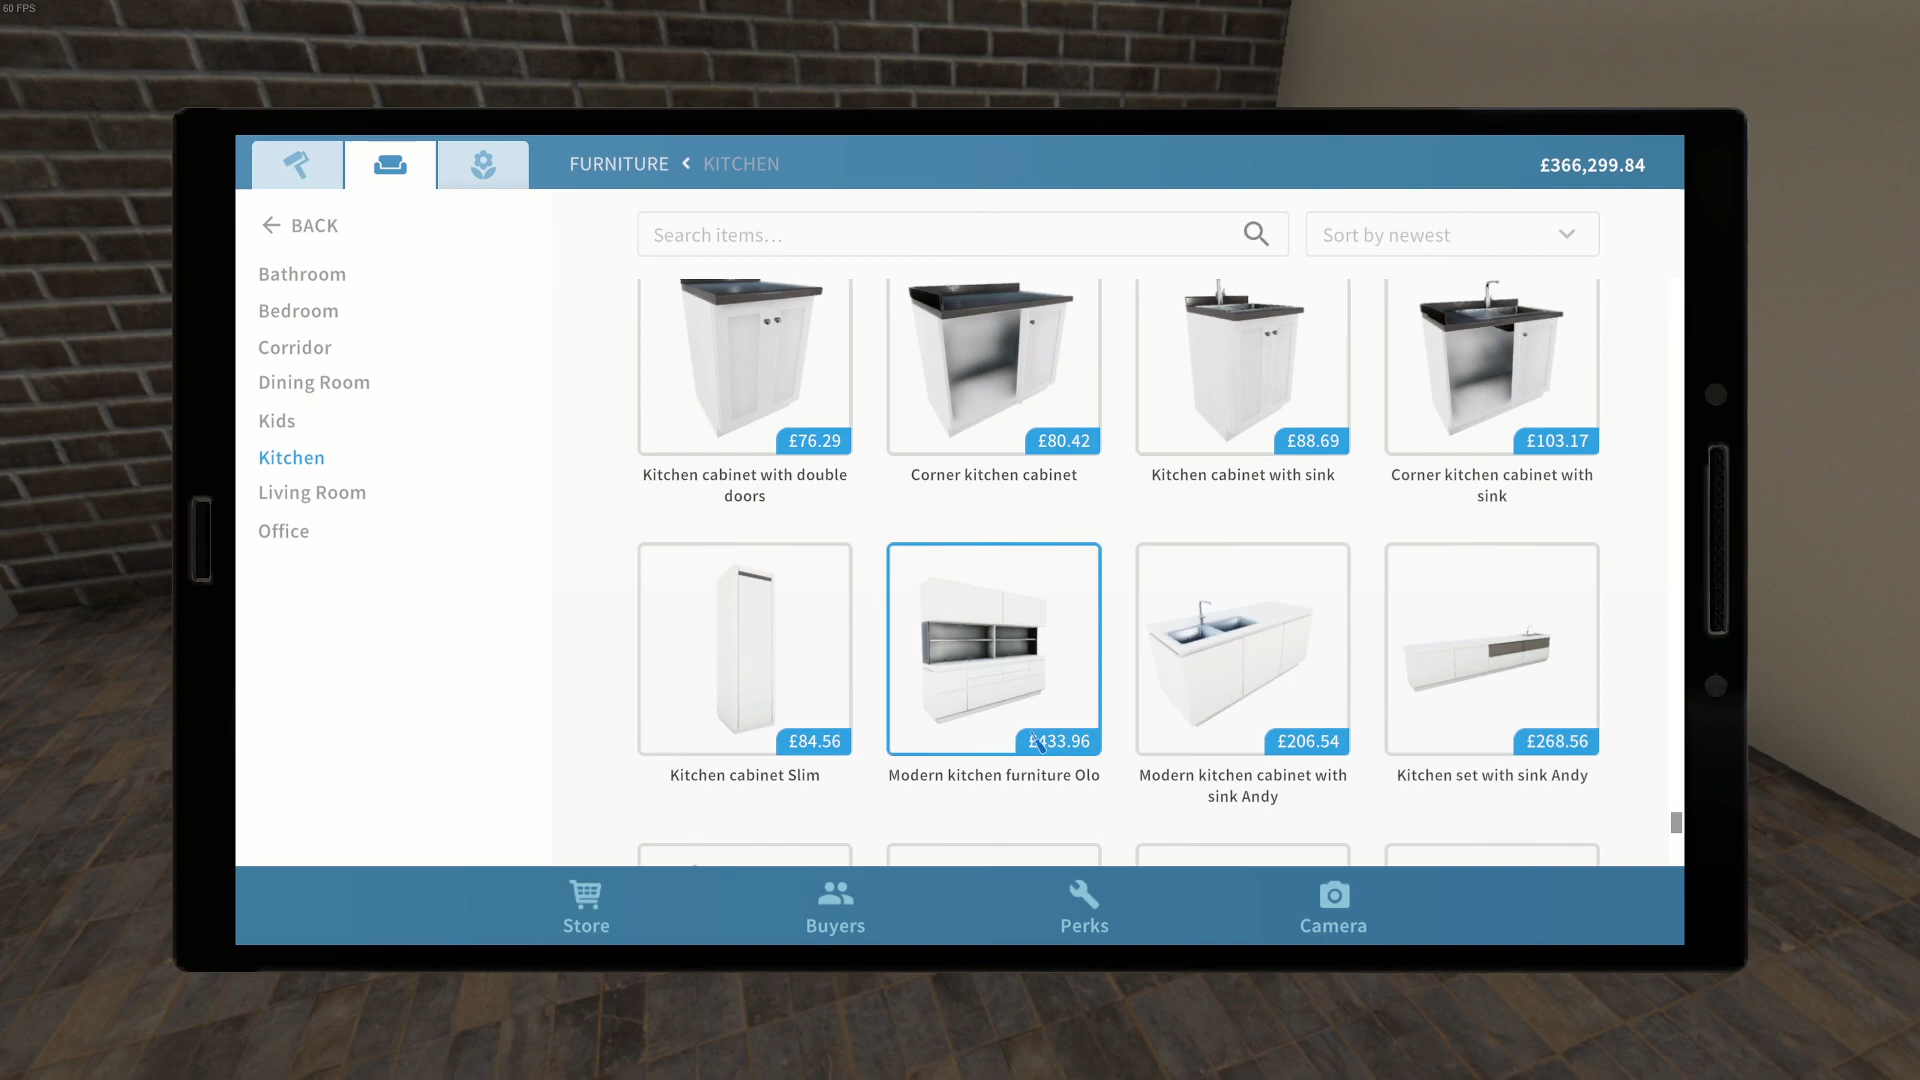 60 FPS
FURNITURE < KITCHEN
£366,299.84
BACK
Search items...
Sort by newest
Bathroom
Bedroom
Corridor
Dining Room
Kids
Kitchen
Living Room
Office
£76.29
£80.42
£88.69
£103.17
Kitchen cabinet with double
doors
Corner kitchen cabinet
Kitchen cabinet with sink
Corner kitchen cabinet with
sink
£84.56
£433.96
£206.54
£268.56
Kitchen cabinet Slim
Modern kitchen furniture Olo
Modern kitchen cabinet with
sink Andy
Kitchen set with sink Andy
Store
Buyers
Perks
Camera